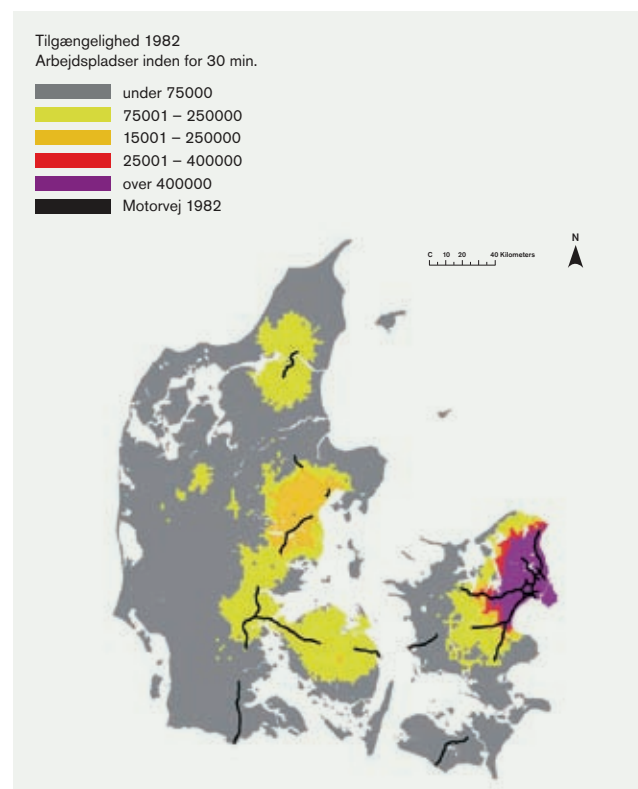 Tilgængelighed 1982
Arbejdspladser inden for 30 min.
under 75000
75001 – 250000
15001 – 250000
25001 – 400000
over 400000
Motorvej 1982
N
C 10 20 40 Kilometers